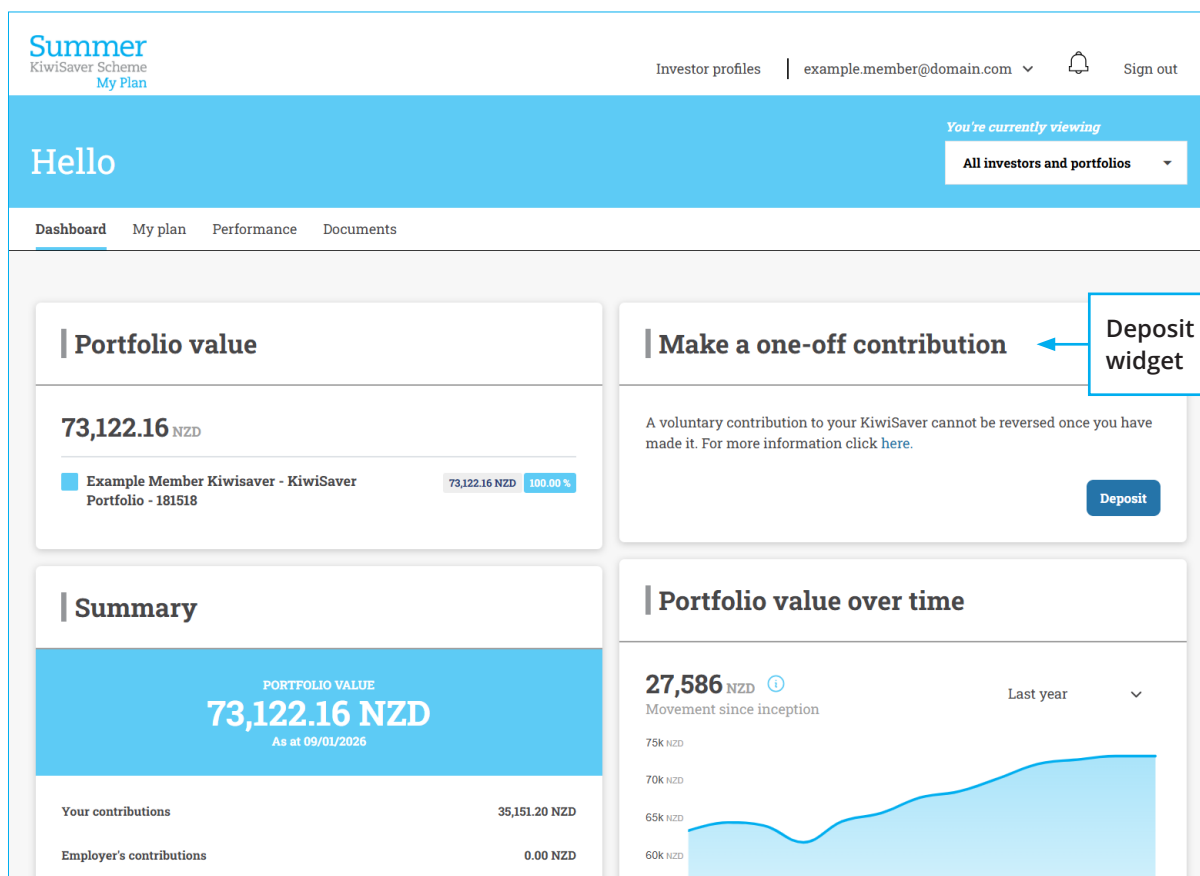 Summer
KiwiSaver Scheme
My Plan
Investor profiles
example.member@domain.com
Sign out
Hello
You're currently viewing
All investors and portfolios
Dashboard
My plan
Performance
Documents
Portfolio value
73,122.16 NZD
Example Member Kiwisaver - KiwiSaver
Portfolio - 181518
73,122.16 NZD
100.00 %
Make a one-off contribution
Deposit
widget
A voluntary contribution to your KiwiSaver cannot be reversed once you have
made it. For more information click here.
Deposit
Summary
PORTFOLIO VALUE
73,122.16 NZD
As at 09/01/2026
Your contributions
35,151.20 NZD
Employer's contributions
0.00 NZD
Portfolio value over time
27,586 NZD
Movement since inception
Last year
75k NZD
70k NZD
65k NZD
60k NZD